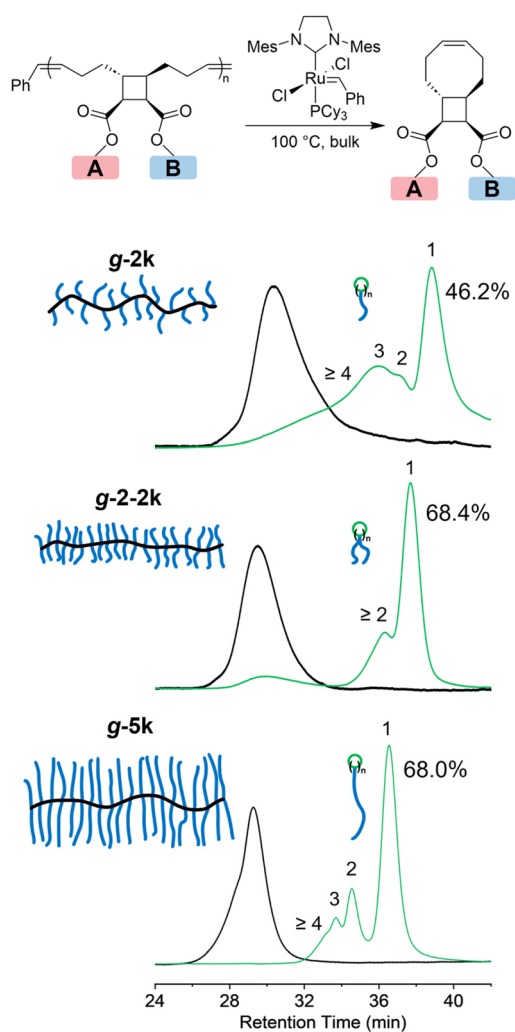 Mes N N Mes
Cl
Ru
Cl Ph
PCy3
Ph
n
O O
O O
A B
100 °C, bulk
O O
O O
A B
g-2k
( )n
≥ 4 3 2 1
46.2%
g-2-2k
( )n
≥ 2 1
68.4%
g-5k
( )n
≥ 4 3 2 1
68.0%
24 28 32 36 40
Retention Time (min)